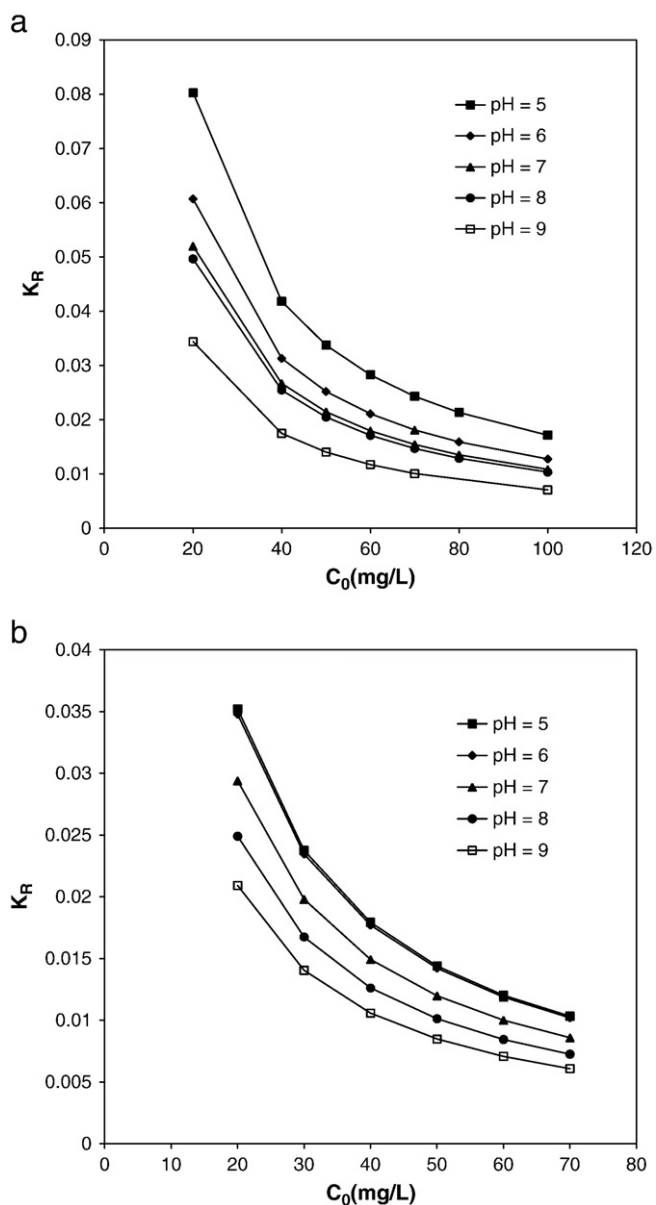 a
0.09
0.08
0.07
0.06
0.05
0.04
0.03
0.02
0.01
0
K_R
pH = 5
pH = 6
pH = 7
pH = 8
pH = 9
0 20 40 60 80 100 120
C_0(mg/L)
b
0.04
0.035
0.03
0.025
0.02
0.015
0.01
0.005
0
K_R
pH = 5
pH = 6
pH = 7
pH = 8
pH = 9
0 10 20 30 40 50 60 70 80
C_0(mg/L)